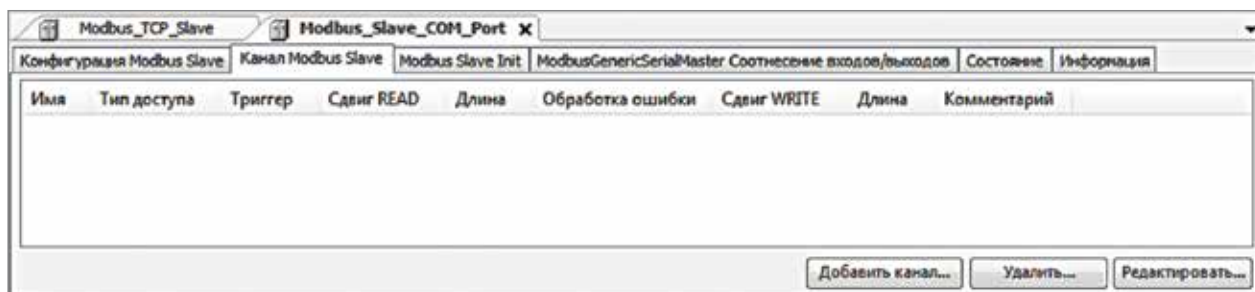 Modbus_TCP_Slave Modbus_Slave_COM_Port
Конфигурация Modbus Slave Канал Modbus Slave Modbus Slave Init ModbusGenericSerialMaster Соотнесение входов/выходов Состояние Информация
Имя Тип доступа Триггер Сдвиг READ Длина Обработка ошибки Сдвиг WRITE Длина Комментарий
Добавить канал... Удалить... Редактировать...